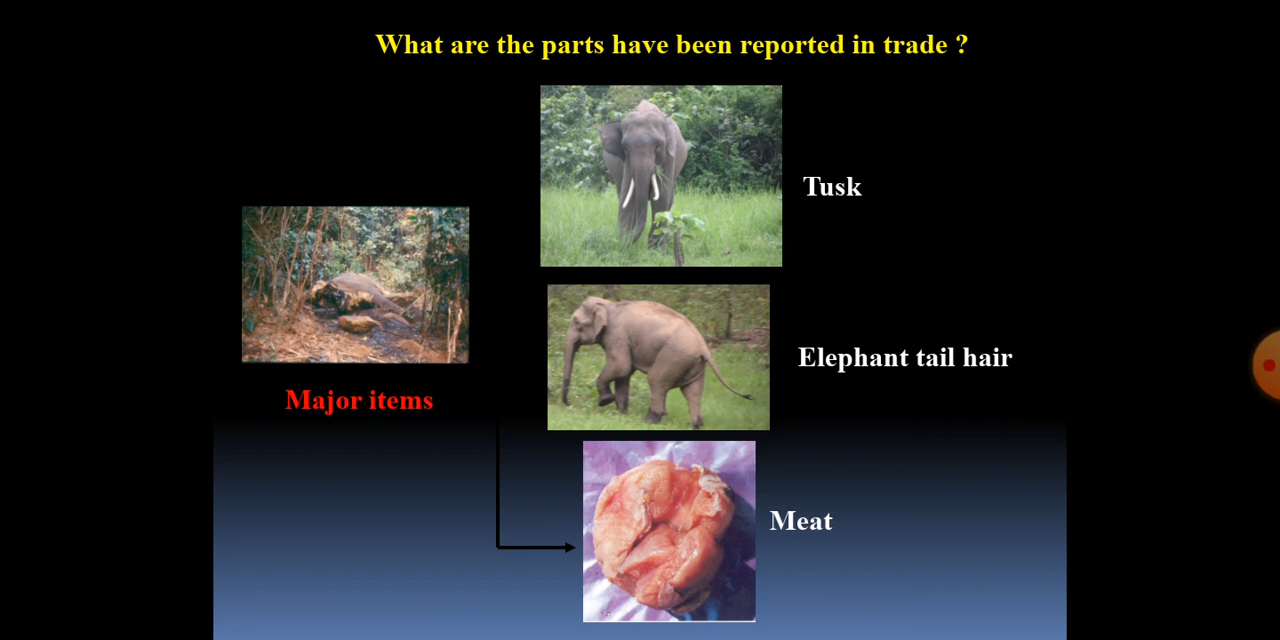 What are the parts have been reported in trade ?
Tusk
Elephant tail hair
Major items
Meat